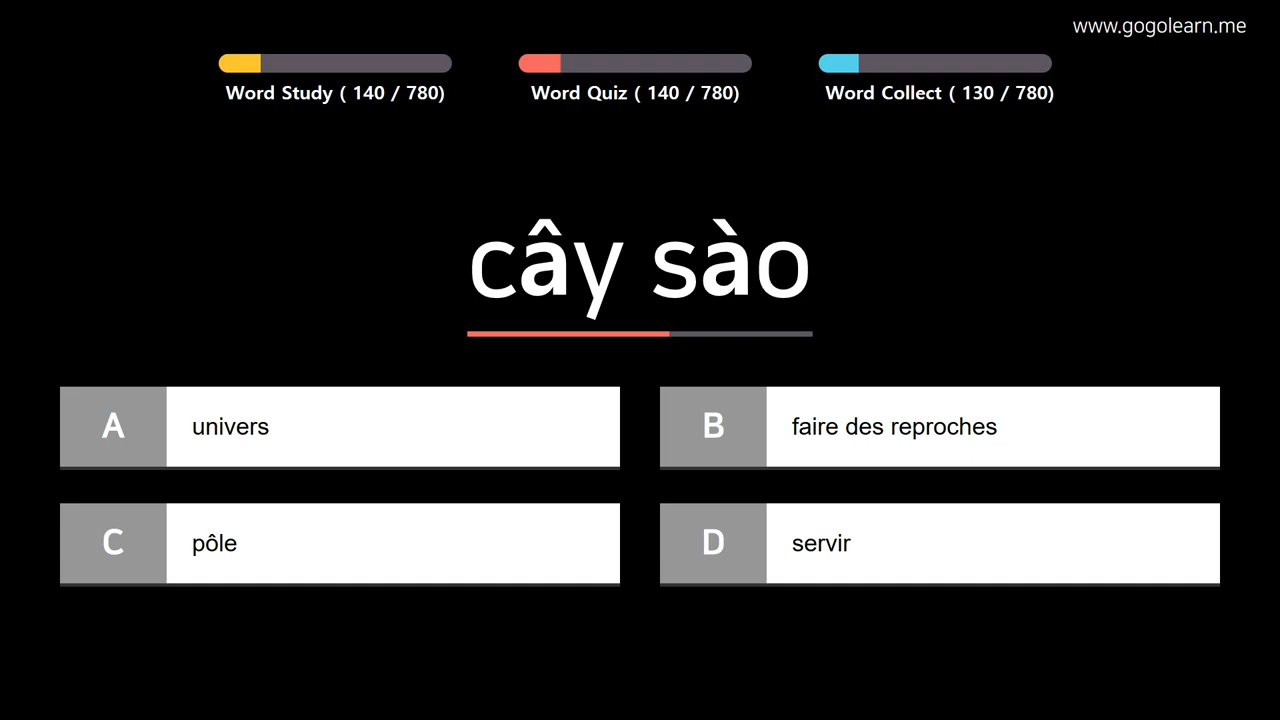 www.gogolearn.me
Word Study ( 140 / 780)
Word Quiz ( 140 / 780)
Word Collect ( 130 / 780)
cây sào
A univers
B faire des reproches
C pôle
D servir